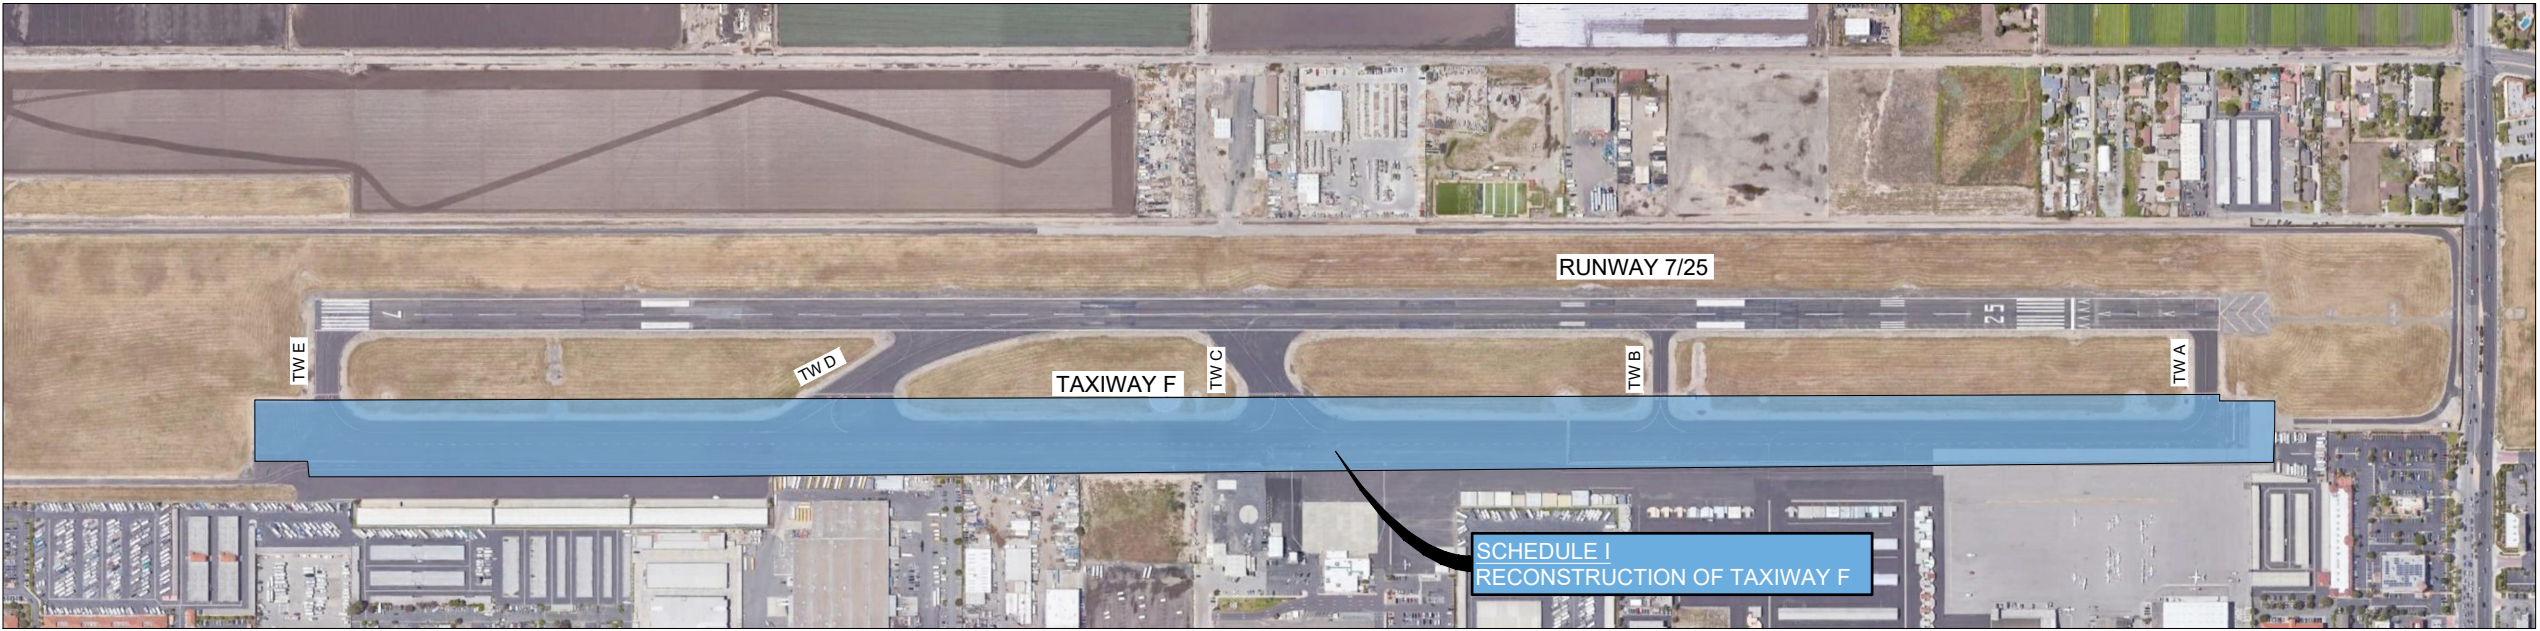 RUNWAY 7/25
7
25
TW E
TW D
TAXIWAY F
TW C
TW B
TW A
SCHEDULE I
RECONSTRUCTION OF TAXIWAY F